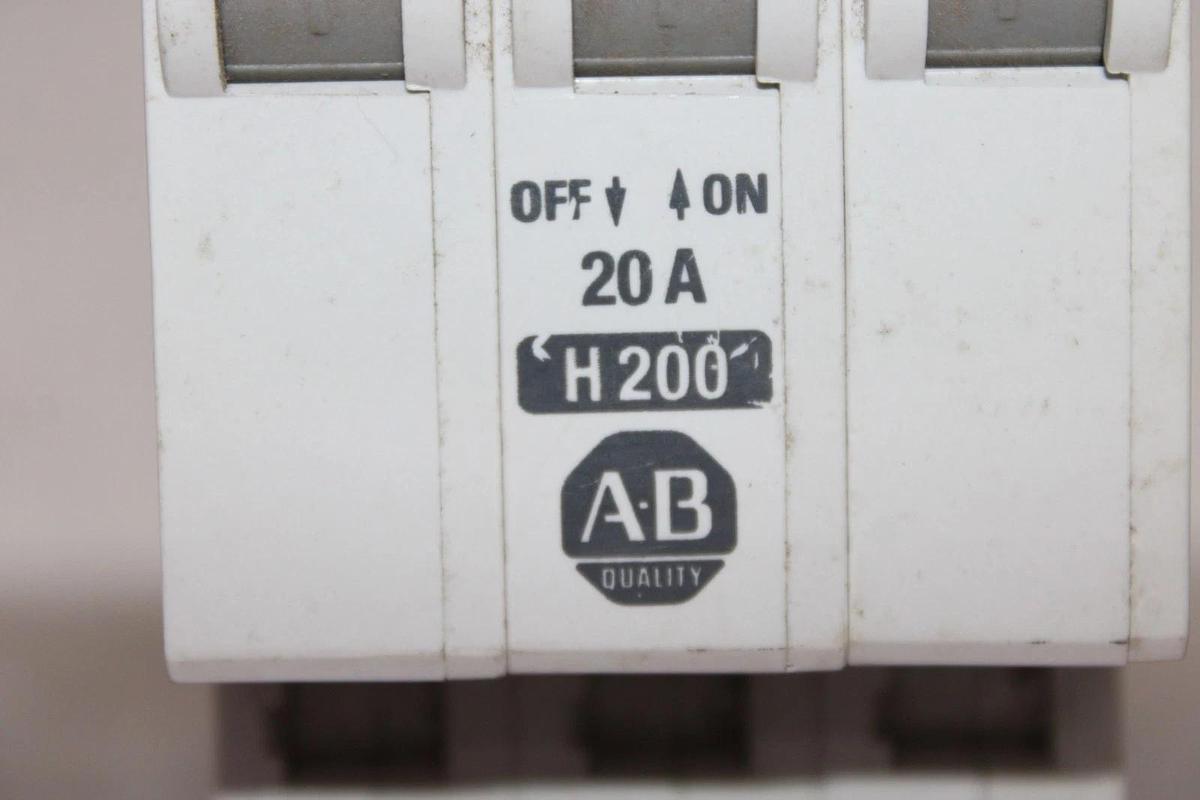 OFF ↓ ↑ ON
20 A
H 200
A·B
QUALITY